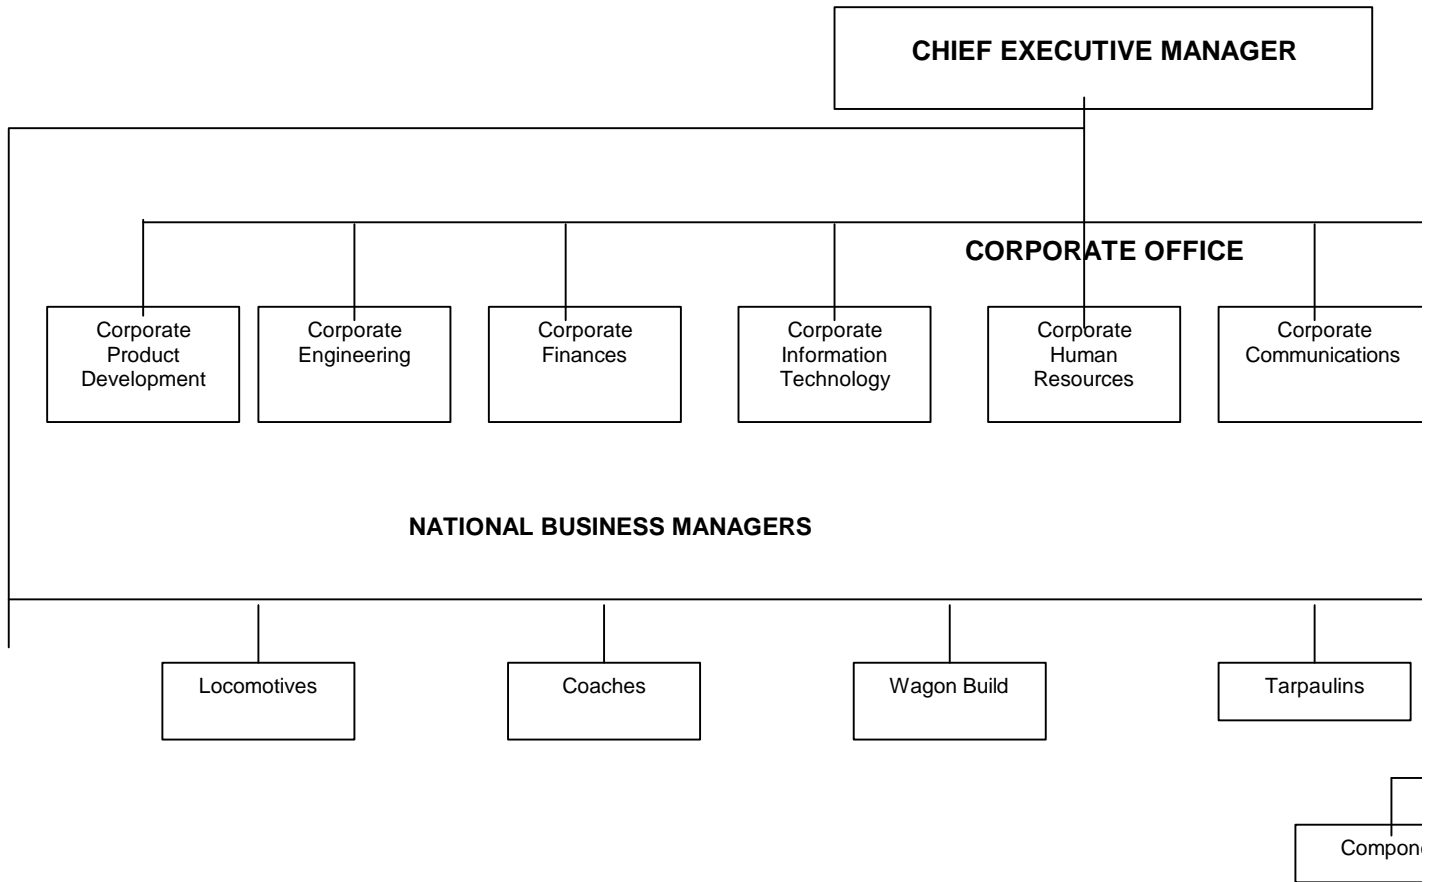 CHIEF EXECUTIVE MANAGER
CORPORATE OFFICE
Corporate
Product
Development
Corporate
Engineering
Corporate
Finances
Corporate
Information
Technology
Corporate
Human
Resources
Corporate
Communications
NATIONAL BUSINESS MANAGERS
Locomotives
Coaches
Wagon Build
Tarpaulins